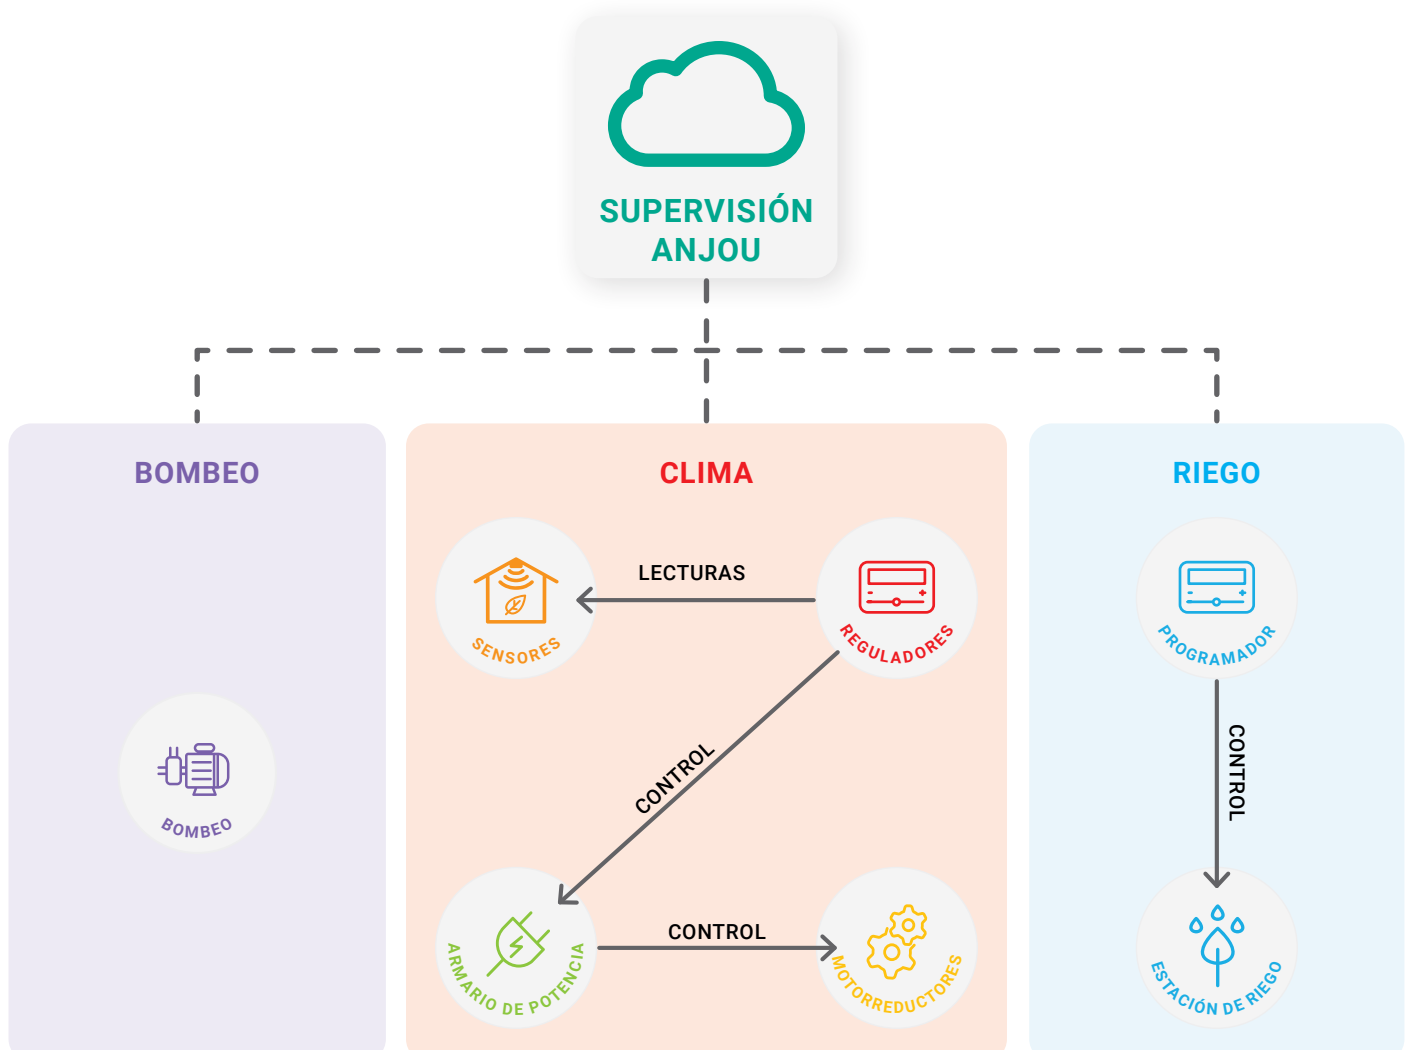 SUPERVISIÓN
ANJOU
BOMBEO
CLIMA
RIEGO
LECTURAS
SENSORES
REGULADORES
PROGRAMADOR
CONTROL
CONTROL
BOMBEO
CONTROL
ARMARIO DE POTENCIA
MOTORREDUCTORES
ESTACIÓN DE RIEGO